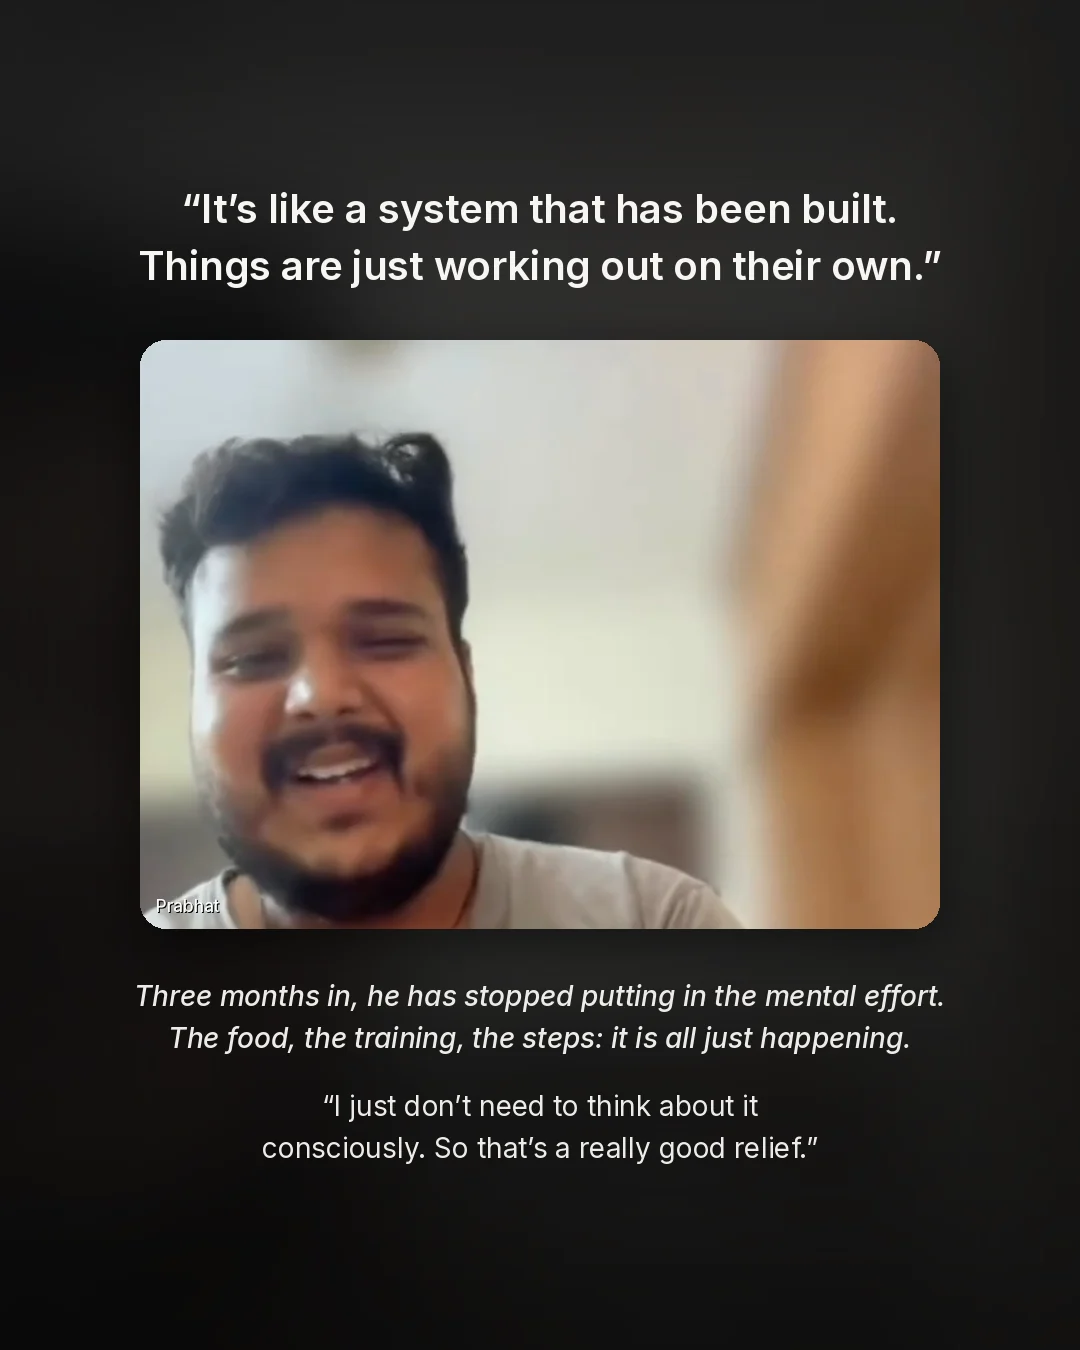 “It’s like a system that has been built.
Things are just working out on their own.”
Prabhat
Three months in, he has stopped putting in the mental effort.
The food, the training, the steps: it is all just happening.
“I just don’t need to think about it
consciously. So that’s a really good relief.”